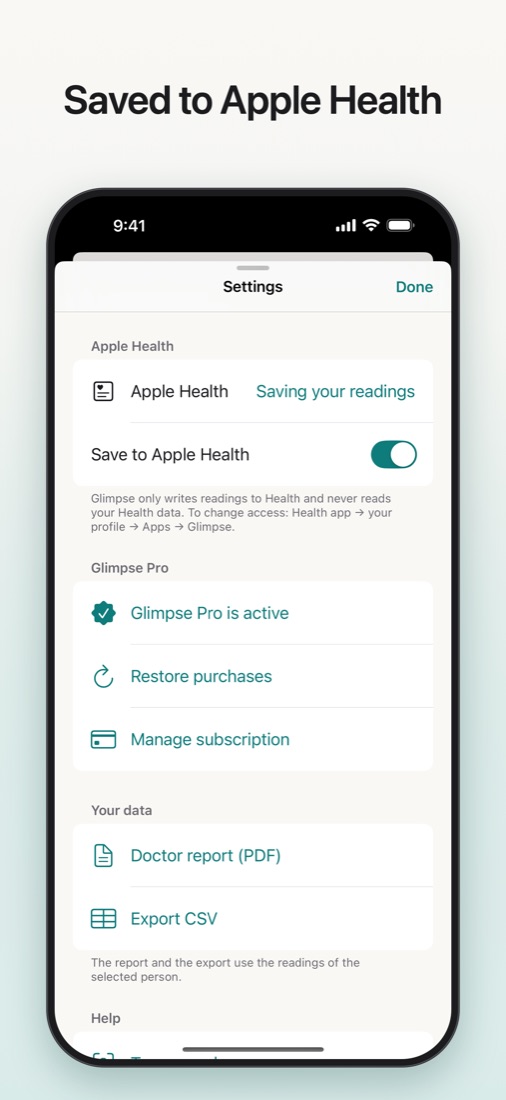 Saved to Apple Health
9:41
Settings
Done
Apple Health
Apple Health
Saving your readings
Save to Apple Health
Glimpse only writes readings to Health and never reads
your Health data. To change access: Health app → your
profile → Apps → Glimpse.
Glimpse Pro
Glimpse Pro is active
Restore purchases
Manage subscription
Your data
Doctor report (PDF)
Export CSV
The report and the export use the readings of the
selected person.
Help